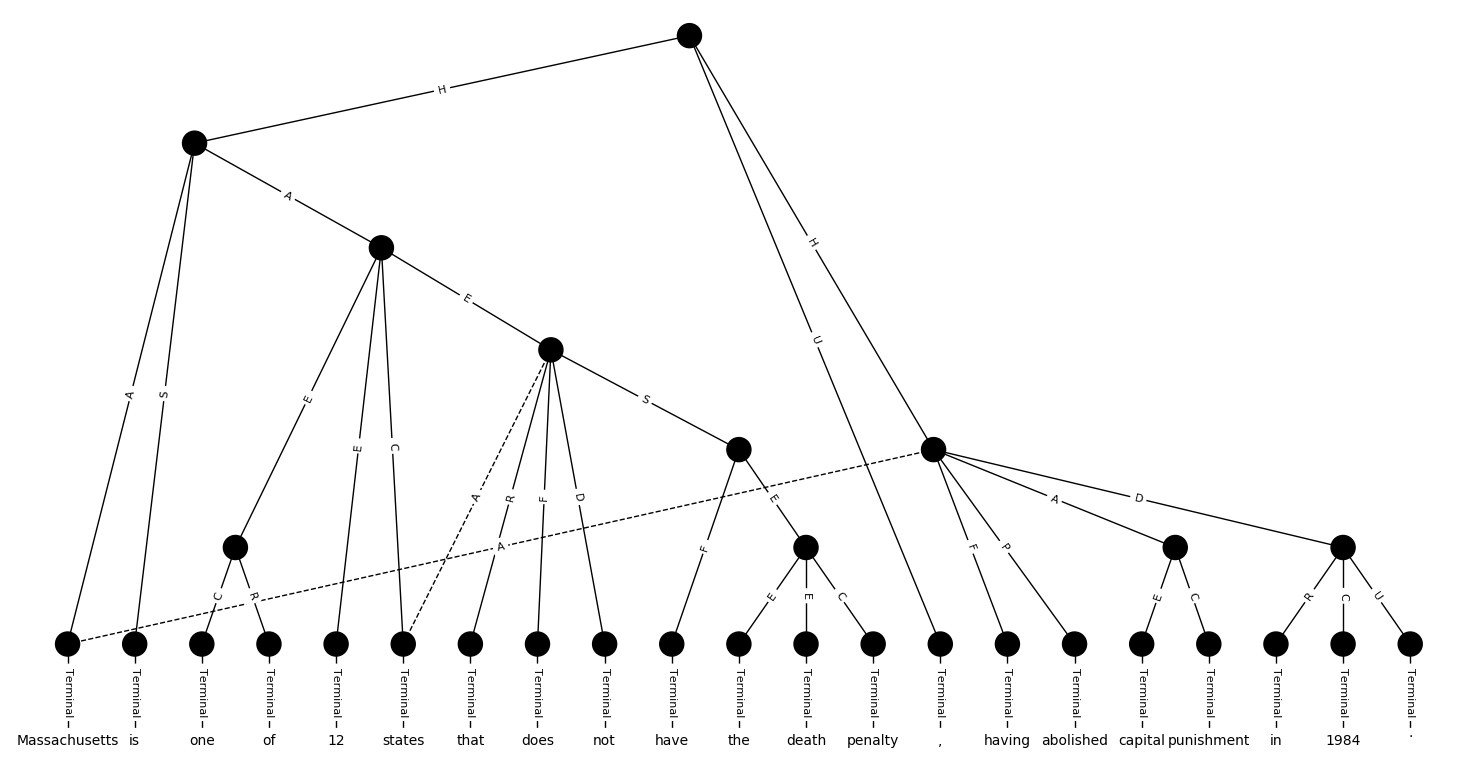 H
A
H
E
U
A S E E C S
A R F D E A D
F A F P
C R E E C E C R C U
Terminal Terminal Terminal Terminal Terminal Terminal Terminal Terminal Terminal Terminal Terminal Terminal Terminal Terminal Terminal Terminal Terminal Terminal Terminal Terminal Terminal
Massachusetts is one of 12 states that does not have the death penalty , having abolished capital punishment in 1984 .